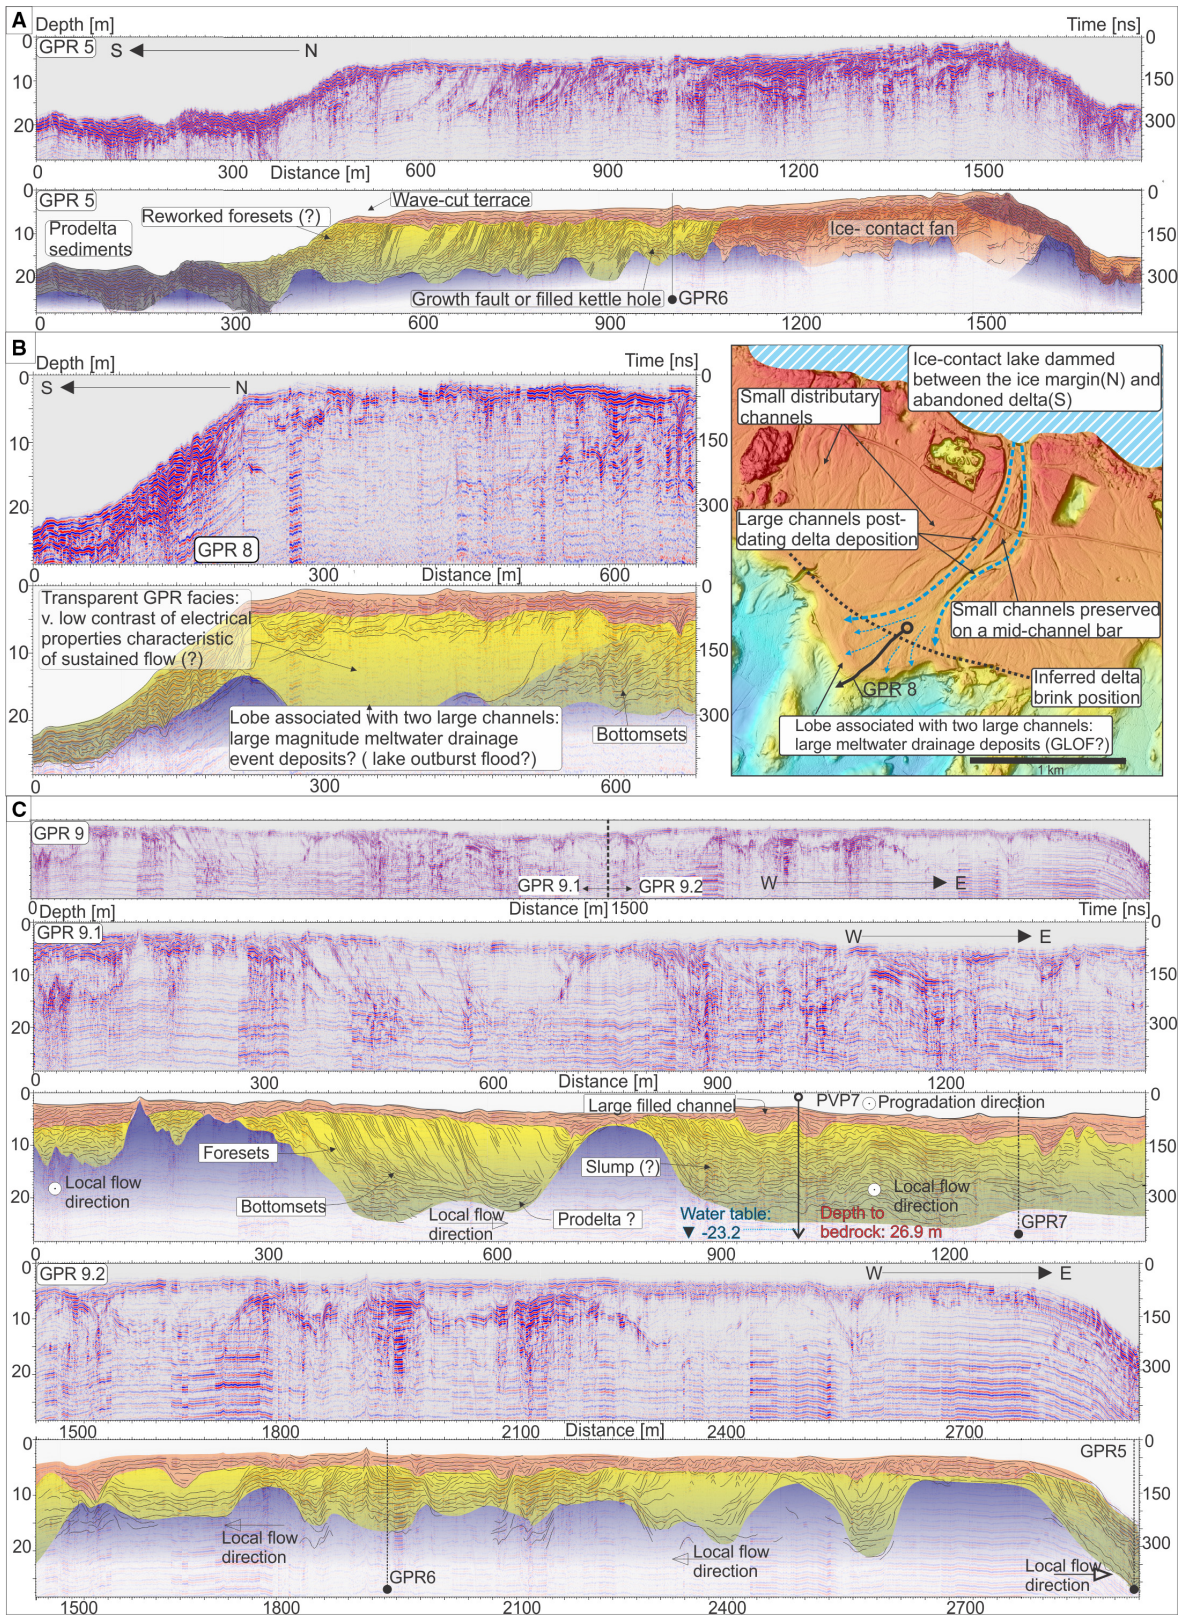 A
Depth [m]
Time [ns]
GPR 5
S
N
0
10
20
0
150
300
0
300
Distance [m]
600
900
1200
1500
GPR 5
Wave-cut terrace
Reworked foresets (?)
Prodelta
sediments
Ice- contact fan
Growth fault or filled kettle hole
GPR6
0
10
20
0
150
300
0
300
600
900
1200
1500
B
Depth [m]
Time [ns]
S
N
0
10
20
0
150
300
GPR 8
0
300
Distance [m]
600
Transparent GPR facies:
v. low contrast of electrical
properties characteristic
of sustained flow (?)
Lobe associated with two large channels:
large magnitude meltwater drainage
event deposits? ( lake outburst flood?)
Bottomsets
0
10
20
0
150
300
0
300
600
Ice-contact lake dammed
between the ice margin(N) and
abandoned delta(S)
Small distributary
channels
Large channels post-
dating delta deposition
Small channels preserved
on a mid-channel bar
Inferred delta
brink position
GPR 8
Lobe associated with two large channels:
large meltwater drainage deposits (GLOF?)
1 km
C
GPR 9
GPR 9.1
GPR 9.2
W
E
0
Depth [m]
Distance [m]
1500
Time [ns]
GPR 9.1
W
E
0
10
20
0
150
300
0
300
600
Distance [m]
900
1200
Large filled channel
PVP7
Progradation direction
Foresets
Slump (?)
Local flow
direction
Bottomsets
Local flow
direction
Prodelta ?
Local flow
direction
Water table:
-23.2
Depth to
bedrock: 26.9 m
GPR7
0
10
20
0
150
300
0
300
600
900
1200
GPR 9.2
W
E
0
10
20
0
150
300
1500
1800
2100
Distance [m]
2400
2700
GPR5
Local flow
direction
GPR6
Local flow
direction
Local flow
direction
0
10
20
0
150
300
1500
1800
2100
2400
2700